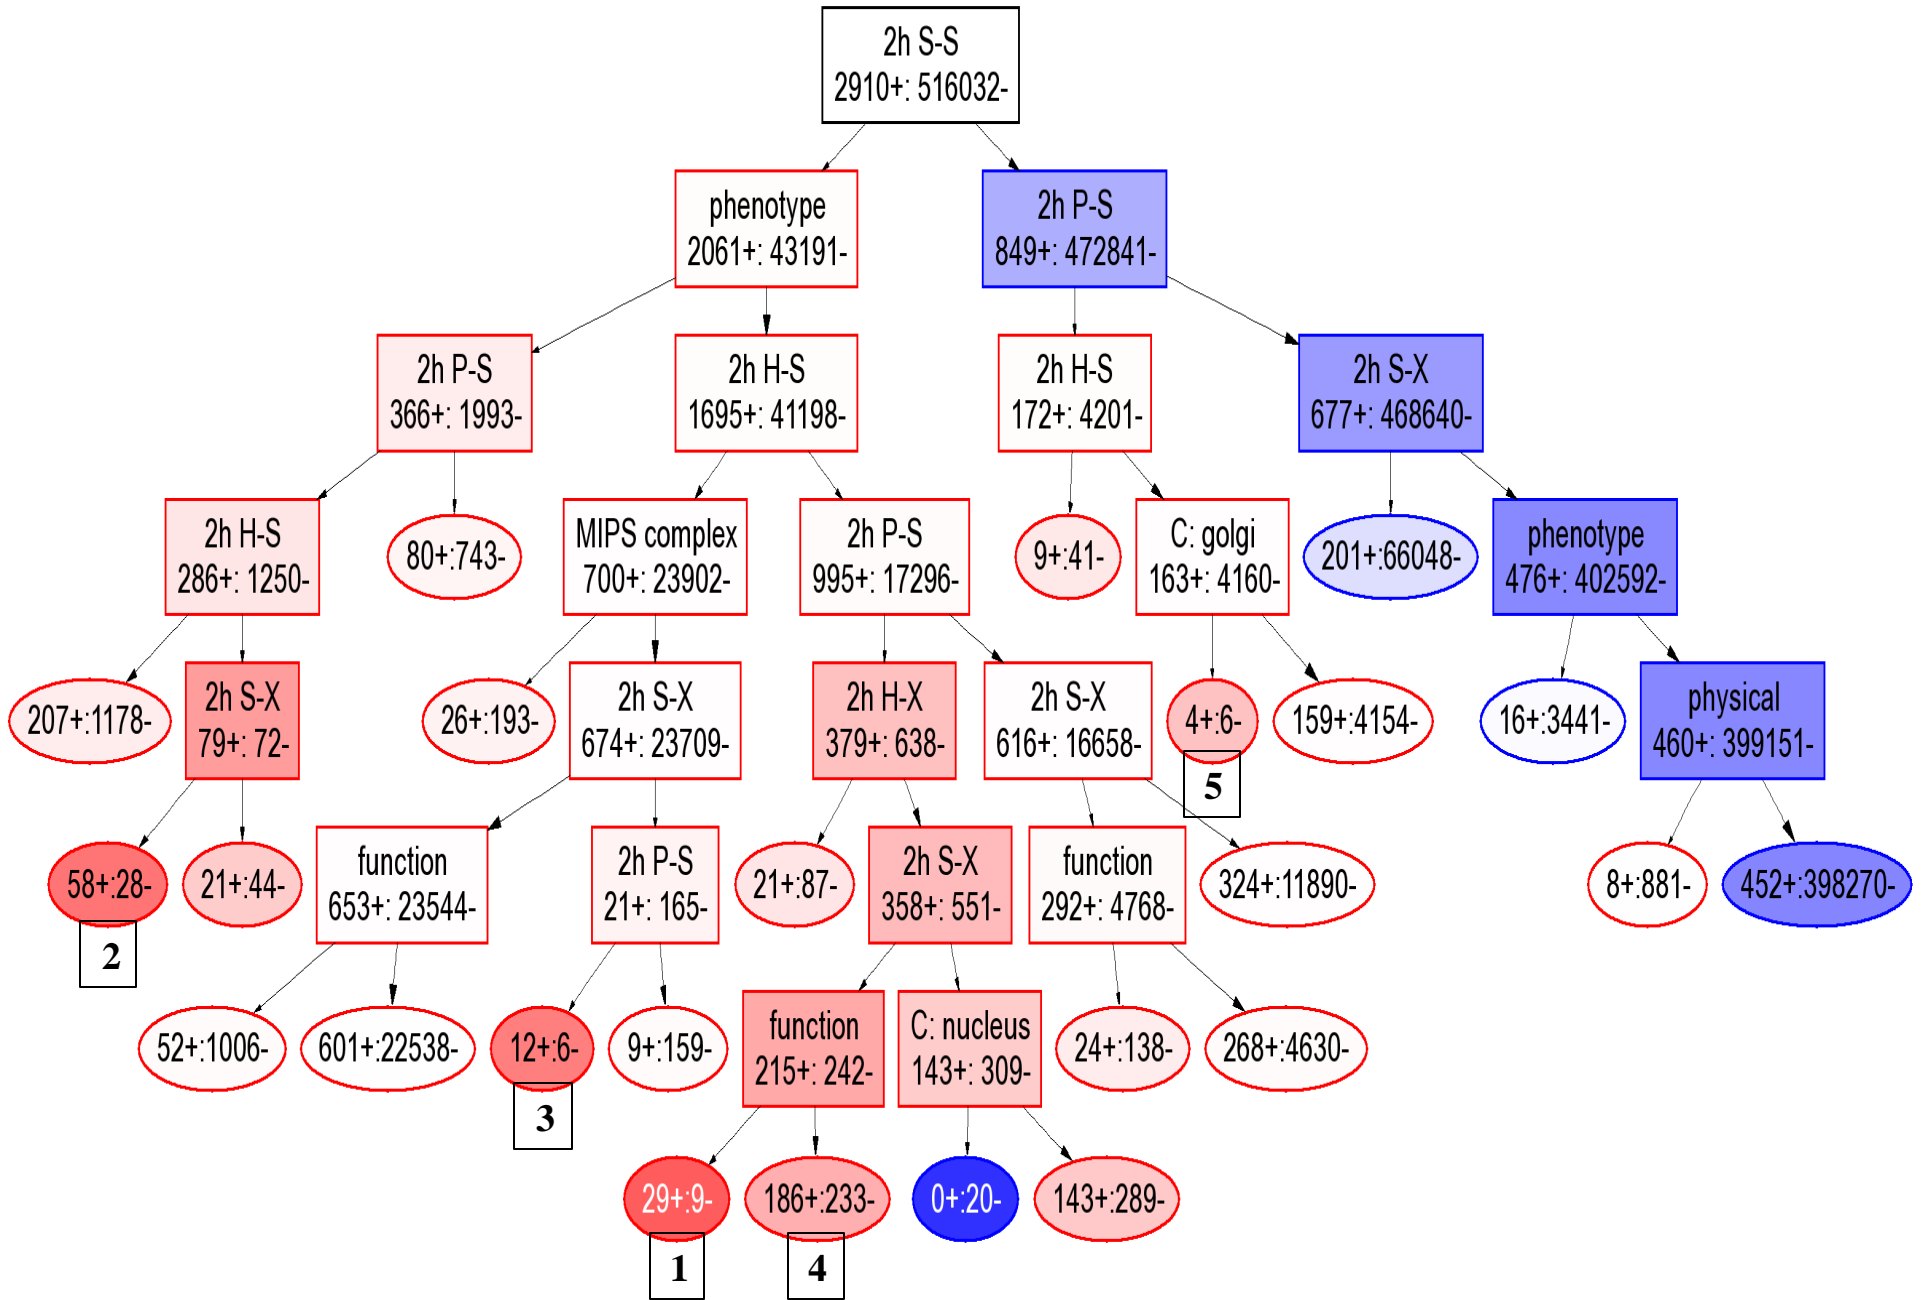 2h S-S
2910+: 516032-
phenotype
2061+: 43191-
2h P-S
849+: 472841-
2h P-S
366+: 1993-
2h H-S
1695+: 41198-
2h H-S
172+: 4201-
2h S-X
677+: 468640-
2h H-S
286+: 1250-
80+:743-
MIPS complex
700+: 23902-
2h P-S
995+: 17296-
9+:41-
C: golgi
163+: 4160-
201+:66048-
phenotype
476+: 402592-
207+:1178-
2h S-X
79+: 72-
26+:193-
2h S-X
674+: 23709-
2h H-X
379+: 638-
2h S-X
616+: 16658-
4+:6-
5
159+:4154-
16+:3441-
physical
460+: 399151-
58+:28-
2
21+:44-
function
653+: 23544-
2h P-S
21+: 165-
21+:87-
2h S-X
358+: 551-
function
292+: 4768-
324+:11890-
8+:881-
452+:398270-
52+:1006-
601+:22538-
12+:6-
3
9+:159-
function
215+: 242-
C: nucleus
143+: 309-
24+:138-
268+:4630-
29+:9-
1
186+:233-
4
0+:20-
143+:289-